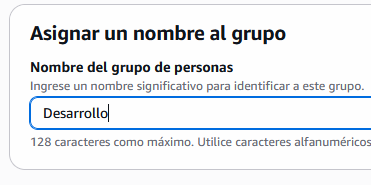 Asignar un nombre al grupo
Nombre del grupo de personas
Ingrese un nombre significativo para identificar a este grupo.
Desarrollo
128 caracteres como máximo. Utilice caracteres alfanuméricos